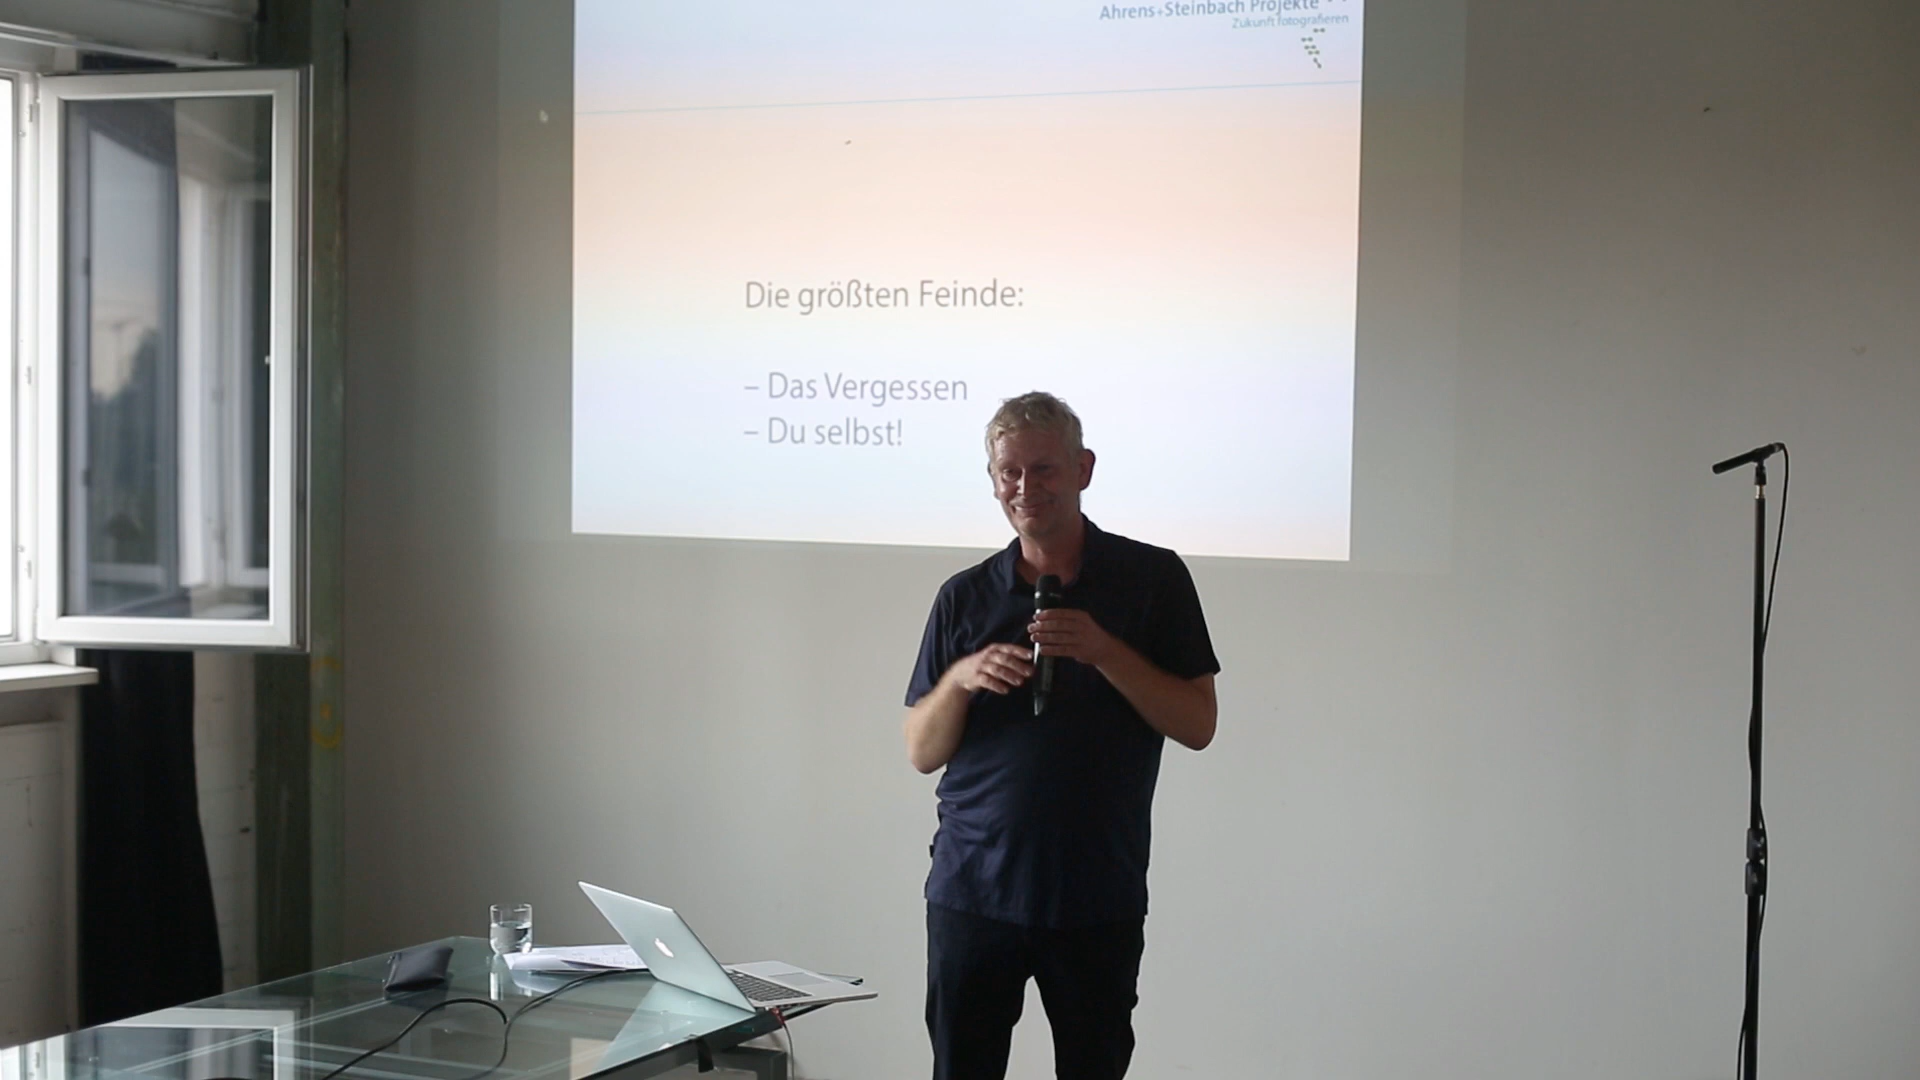 Ahrens+Steinbach Projekte
Zukunft fotografieren
Die größten Feinde:
– Das Vergessen
– Du selbst!